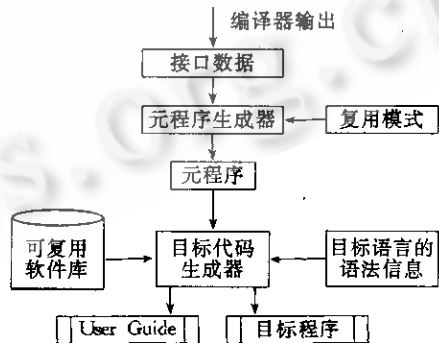 编译器输出
接口数据
元程序生成器
复用模式
元程序
可复用
软件库
目标代码
生成器
目标语言的
语法信息
User Guide
目标程序